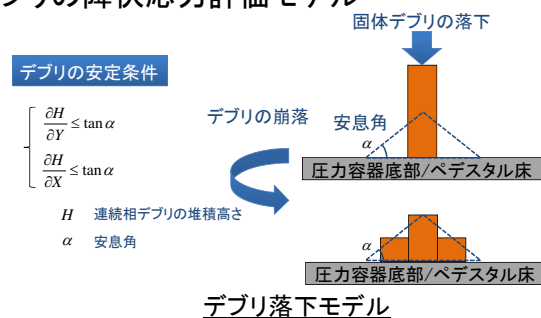 固体デブリの落下
デブリの安定条件
∂H/∂Y ≤ tan α
∂H/∂X ≤ tan α
H 連続相デブリの堆積高さ
α 安息角
デブリの崩落
安息角
α
圧力容器底部/ペデスタル床
α
圧力容器底部/ペデスタル床
デブリ落下モデル